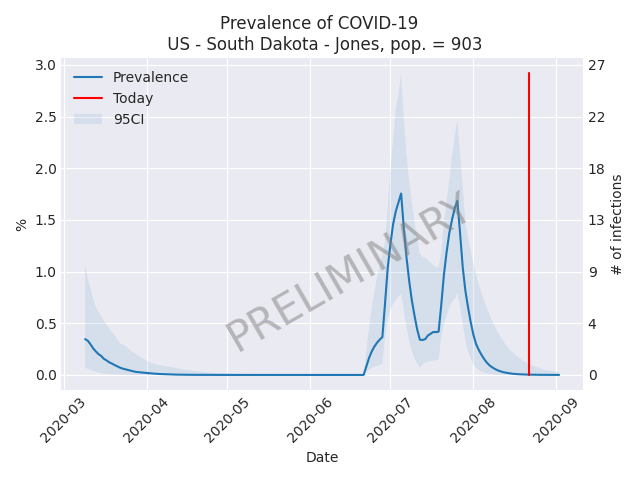 Prevalence of COVID-19
US - South Dakota - Jones, pop. = 903
3.0
2.5
2.0
1.5
1.0
0.5
0.0
%
Prevalence
Today
95CI
PRELIMINARY
27
22
18
13
9
4
0
# of infections
2020-03
2020-04
2020-05
2020-06
2020-07
2020-08
2020-09
Date